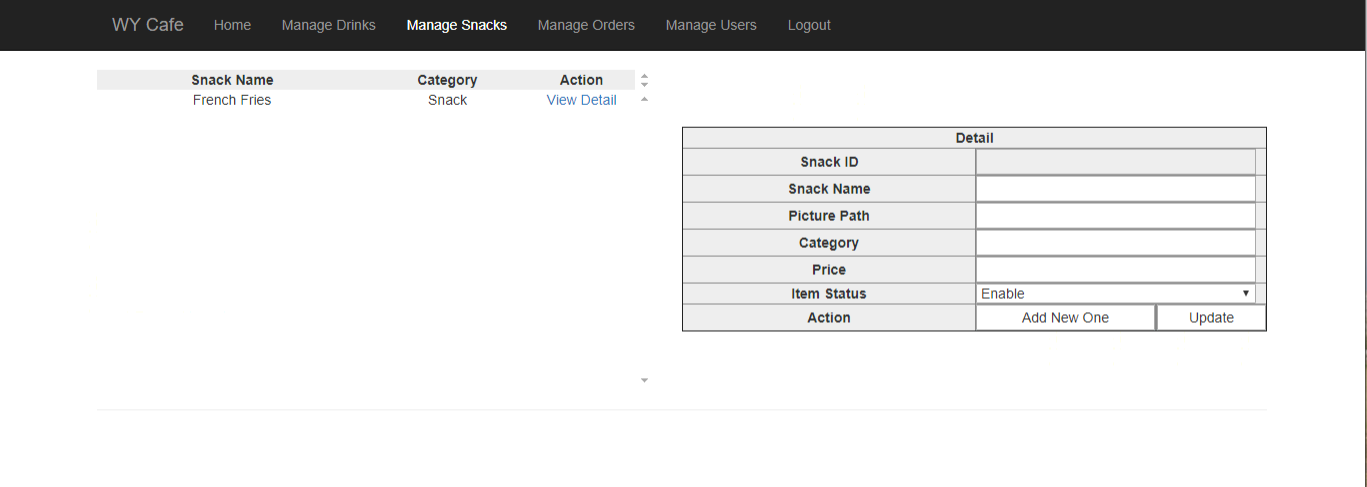 WY Cafe Home Manage Drinks Manage Snacks Manage Orders Manage Users Logout
Snack Name Category Action
French Fries Snack View Detail
Detail
Snack ID
Snack Name
Picture Path
Category
Price
Item Status Enable
Action Add New One Update